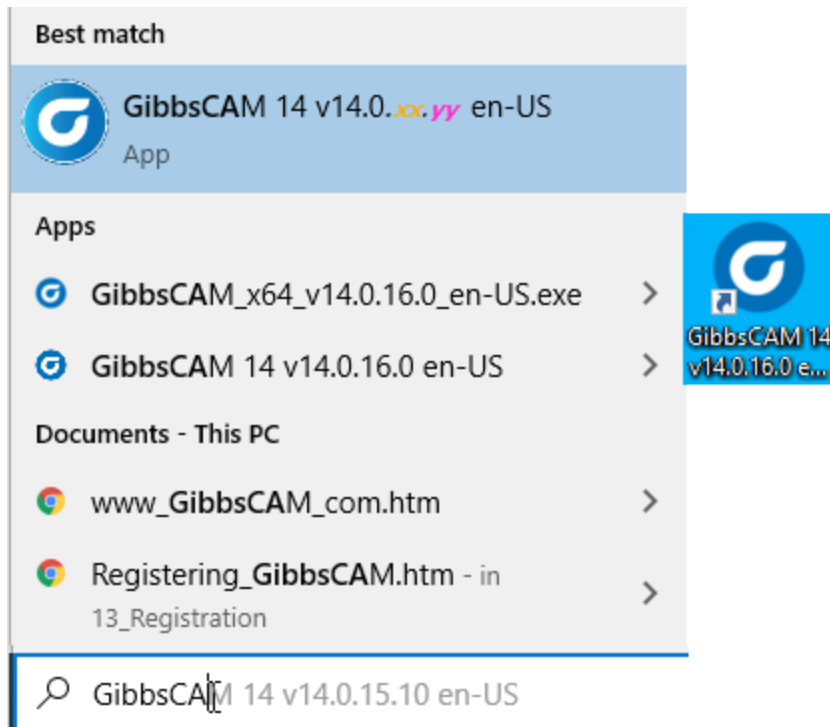 Best match
GibbsCAM 14 v14.0.xx.yy en-US
App
Apps
GibbsCAM_x64_v14.0.16.0_en-US.exe
GibbsCAM 14 v14.0.16.0 en-US
GibbsCAM 14
v14.0.16.0 e...
Documents - This PC
www_GibbsCAM_com.htm
Registering_GibbsCAM.htm - in
13_Registration
GibbsCAM 14 v14.0.15.10 en-US